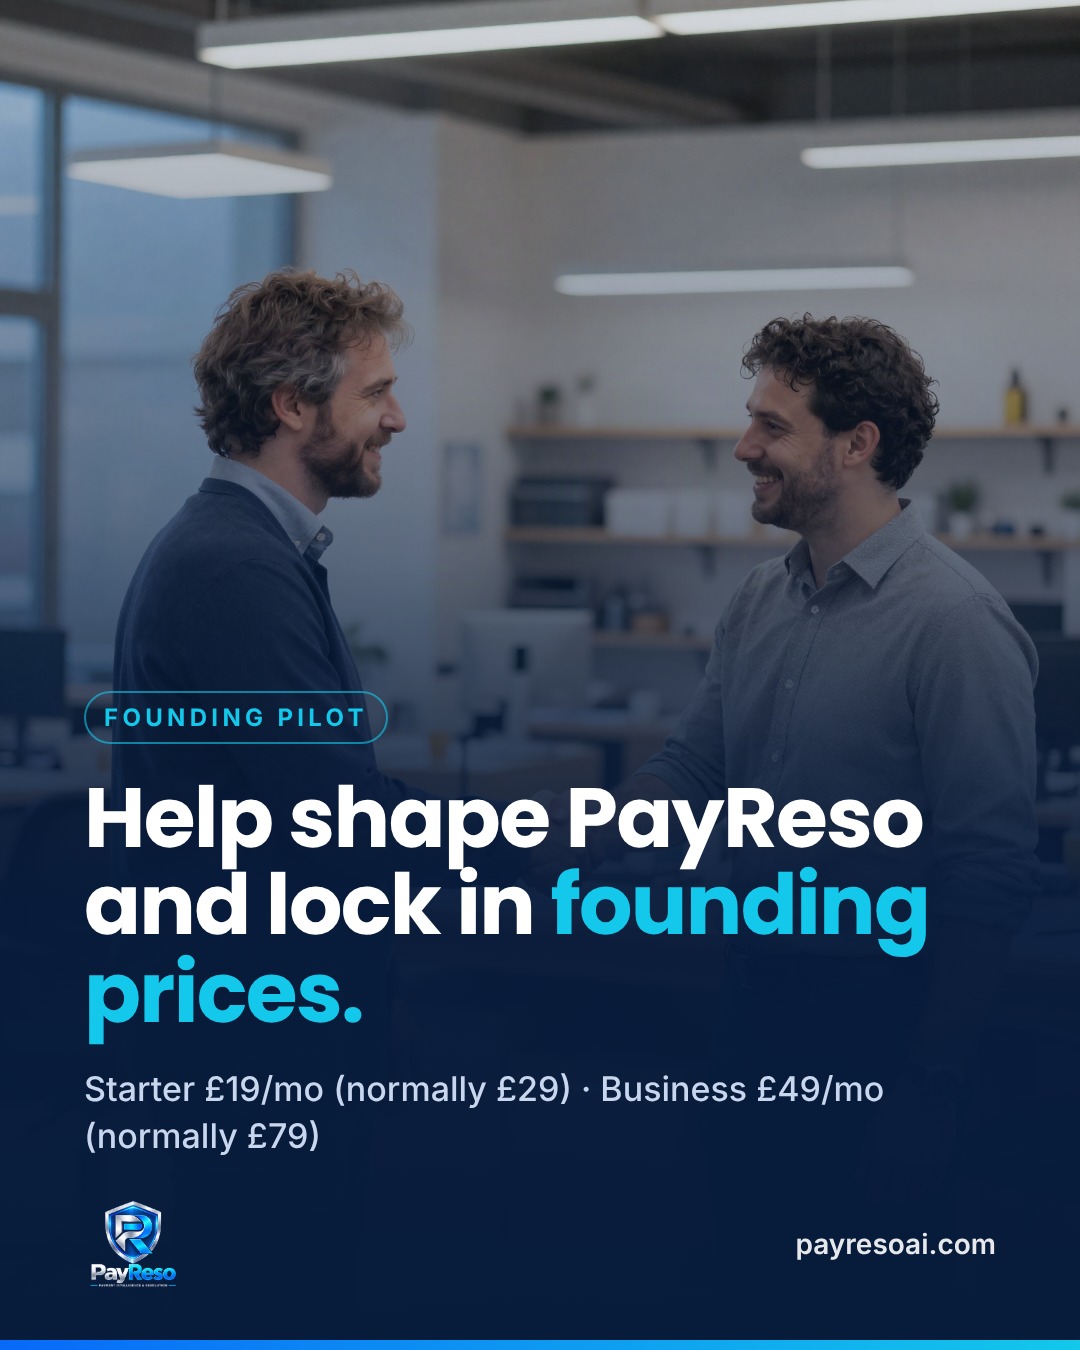 FOUNDING PILOT
Help shape PayReso
and lock in founding
prices.
Starter £19/mo (normally £29) · Business £49/mo
(normally £79)
PayReso
payresoai.com